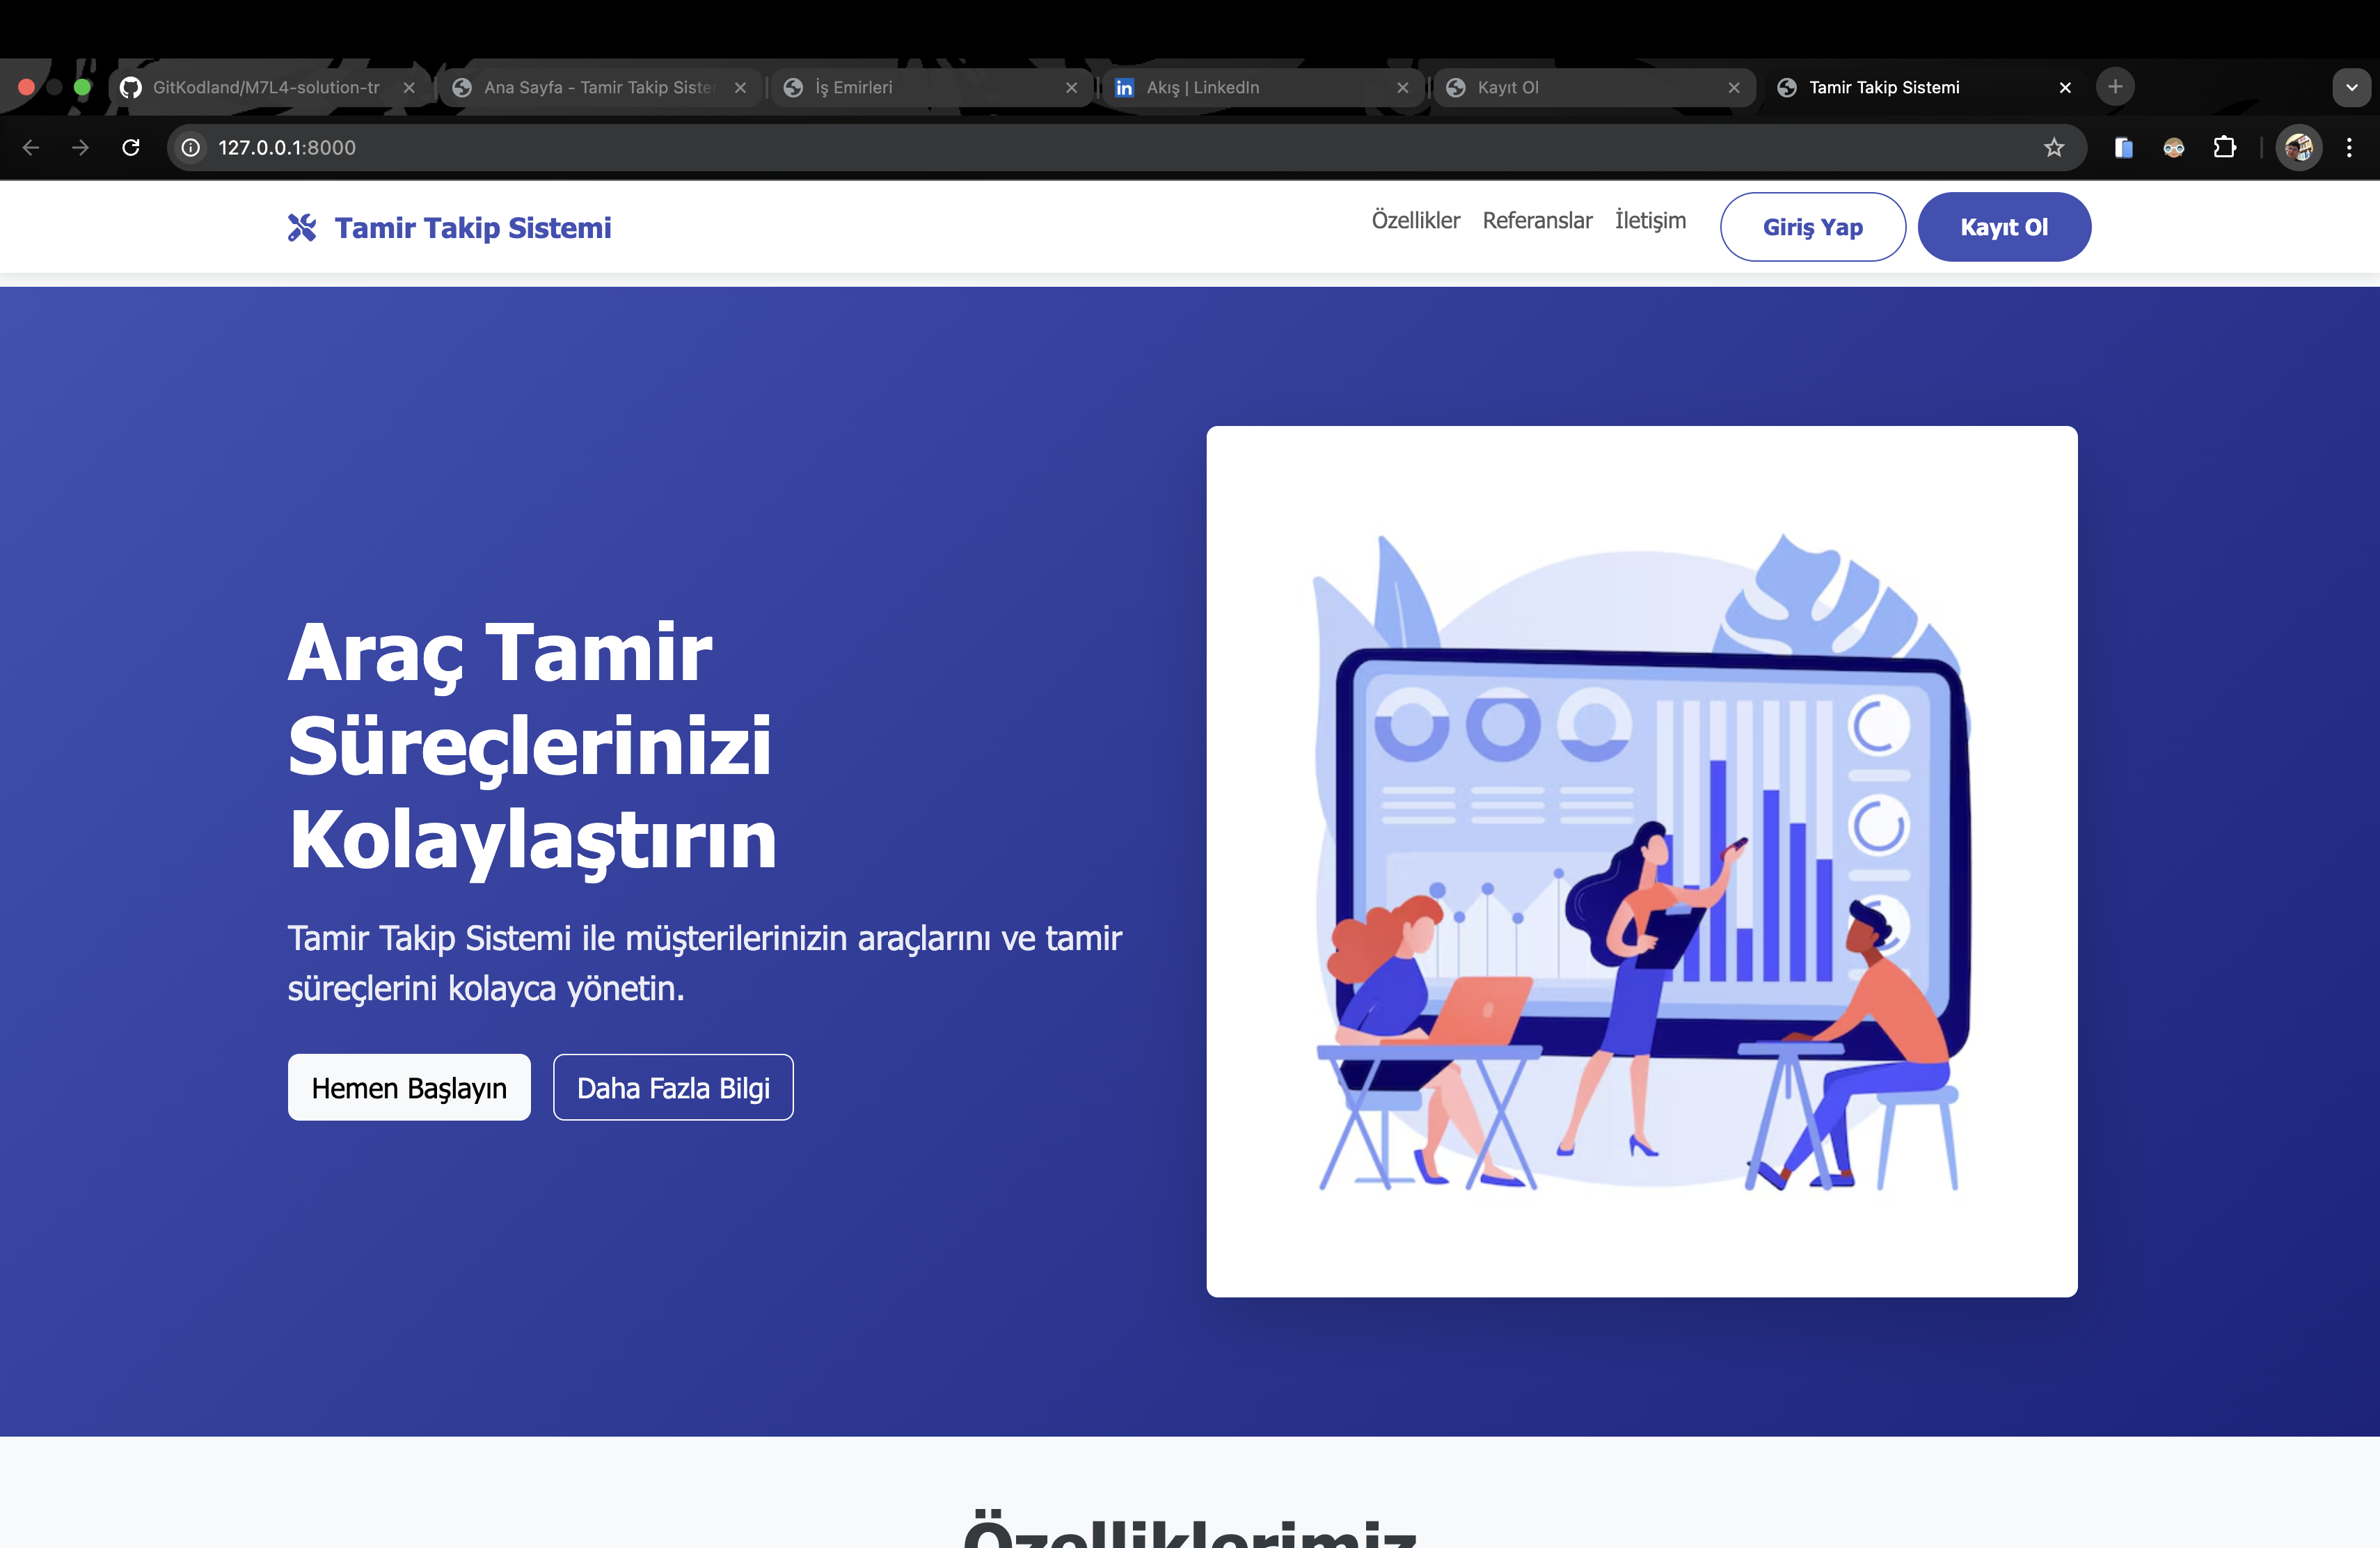 GitKodland/M7L4-solution-tr
Ana Sayfa - Tamir Takip Siste
İş Emirleri
Akış | LinkedIn
Kayıt Ol
Tamir Takip Sistemi
127.0.0.1:8000
Tamir Takip Sistemi
Özellikler
Referanslar
İletişim
Giriş Yap
Kayıt Ol
Araç Tamir
Süreçlerinizi
Kolaylaştırın
Tamir Takip Sistemi ile müşterilerinizin araçlarını ve tamir
süreçlerini kolayca yönetin.
Hemen Başlayın
Daha Fazla Bilgi
Özelliklerimiz